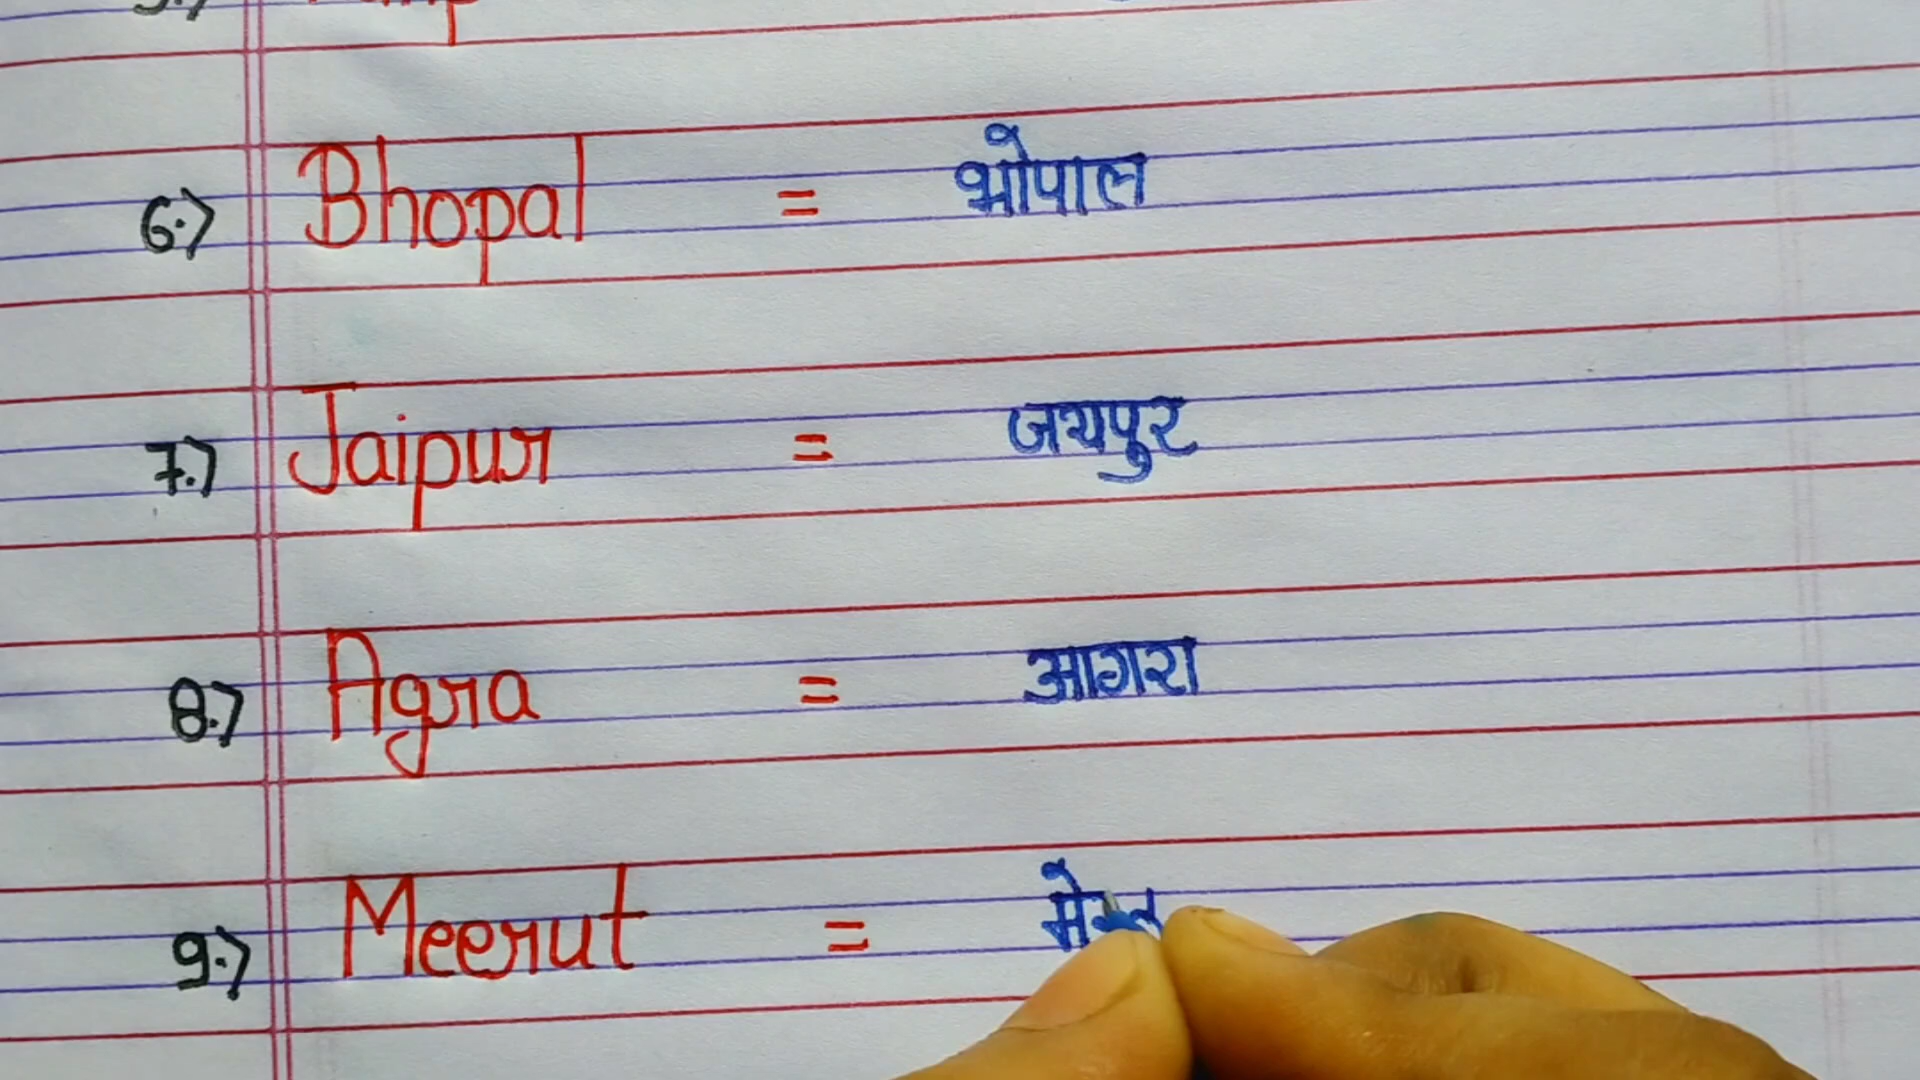 6.) Bhopal = भोपाल
7.) Jaipur = जयपुर
8.) Agra = आगरा
9.) Meerut =